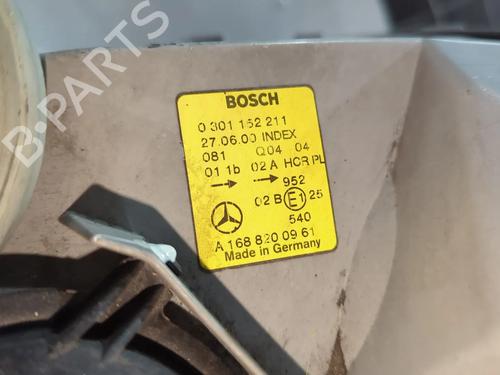 BOSCH
0 301 152 211
27.06.00 INDEX
081 Q04 04
01 1b 02A HCR PL
952
02 B E1 25
540
A 168 820 09 61
Made in Germany
B-PARTS